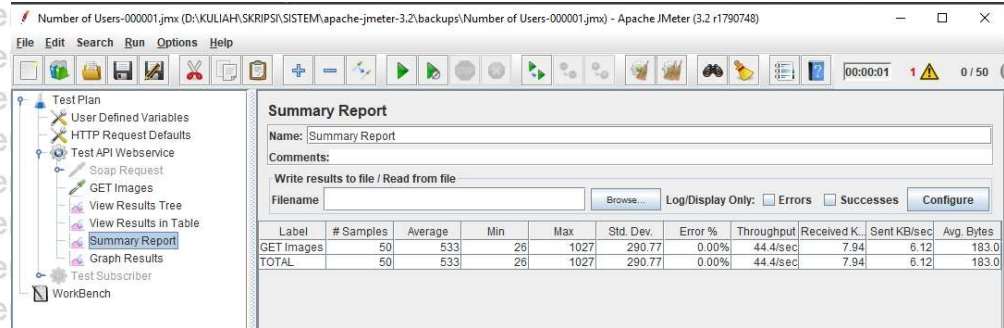 Number of Users-000001.jmx (D:\KULIAH\SKRIPSI\SISTEM\apache-jmeter-3.2\backups\Number of Users-000001.jmx) - Apache JMeter (3.2 r1790748)
File Edit Search Run Options Help
00:00:01 1 0 / 50
Test Plan
User Defined Variables
HTTP Request Defaults
Test API Webservice
Soap Request
GET Images
View Results Tree
View Results in Table
Summary Report
Graph Results
Test Subscriber
WorkBench
Summary Report
Name: Summary Report
Comments:
Write results to file / Read from file
Filename Browse... Log/Display Only: Errors Successes Configure
Label # Samples Average Min Max Std. Dev. Error % Throughput Received K... Sent KB/sec Avg. Bytes
GET Images 50 533 26 1027 290.77 0.00% 44.4/sec 7.94 6.12 183.0
TOTAL 50 533 26 1027 290.77 0.00% 44.4/sec 7.94 6.12 183.0